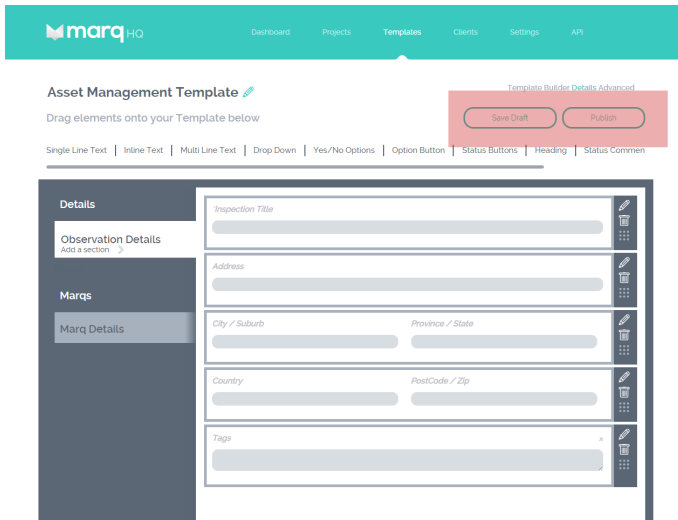 marq HQ
Dashboard Projects Templates Clients Settings API
Asset Management Template
Template Builder Details Advanced
Drag elements onto your Template below
Save Draft Publish
Single Line Text | Inline Text | Multi Line Text | Drop Down | Yes/No Options | Option Button | Status Buttons | Heading | Status Commen
Details
Observation Details
Add a section
Marqs
Marq Details
*Inspection Title
Address
City / Suburb Province / State
Country PostCode / Zip
Tags x